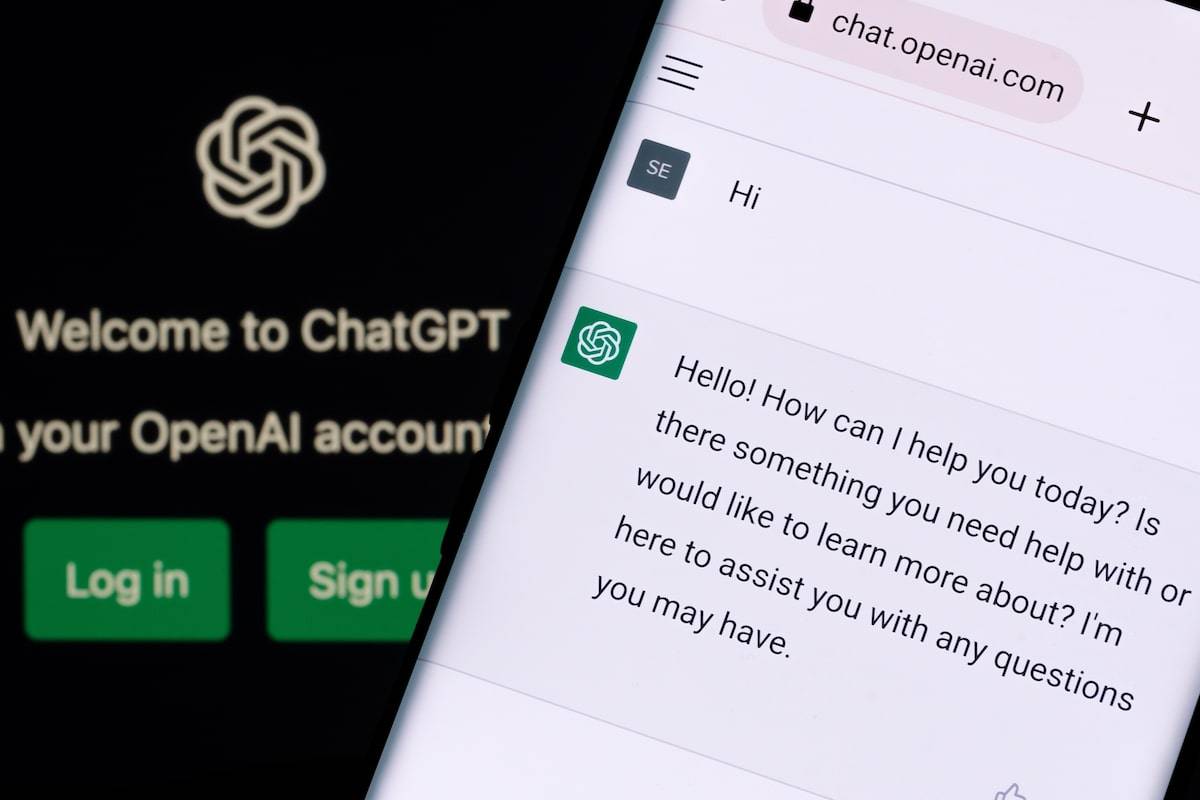 Welcome to ChatGPT
your OpenAI account
Log in
Sign u
chat.openai.com
SE
Hi
Hello! How can I help you today? Is
there something you need help with or
would like to learn more about? I'm
here to assist you with any questions
you may have.